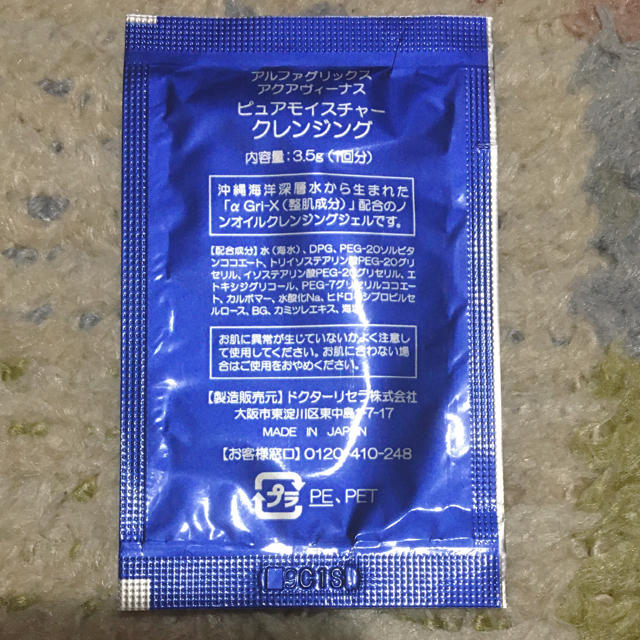 アルファグリックス
アクアヴィーナス
ピュアモイスチャー
クレンジング
内容量:3.5g(1回分)
沖縄海洋深層水から生まれた
「α Gri-X(整肌成分)」配合のノ
ンオイルクレンジングジェルです。
【配合成分】水(海水)、DPG、PEG-20ソルビタ
ンココエート、トリイソステアリン酸PEG-20グリ
セリル、イソステアリン酸PEG-20グリセリル、エ
トキシジグリコール、PEG-7グリセリルココエー
ト、カルボマー、水酸化Na、ヒドロキシプロピルセ
ルロース、BG、カミツレエキス、海塩
お肌に異常が生じていないかよく注意し
て使用してください。お肌に合わない場合
はご使用をおやめください。
【製造販売元】ドクターリセラ株式会社
大阪市東淀川区東中島1-7-17
MADE IN JAPAN
【お客様窓口】0120-410-248
プラ PE、PET